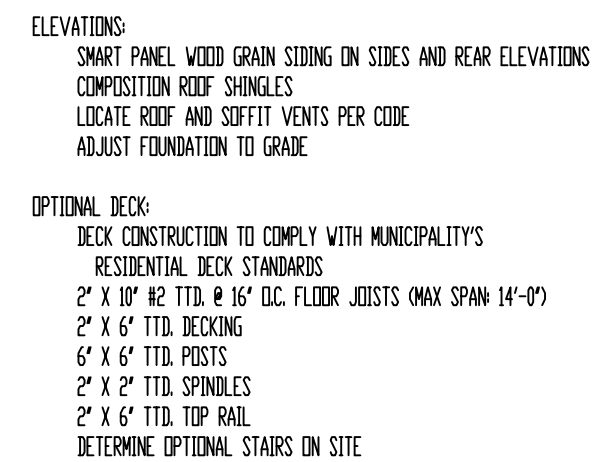 ELEVATIONS:
SMART PANEL WOOD GRAIN SIDING ON SIDES AND REAR ELEVATIONS
COMPOSITION ROOF SHINGLES
LOCATE ROOF AND SOFFIT VENTS PER CODE
ADJUST FOUNDATION TO GRADE
OPTIONAL DECK:
DECK CONSTRUCTION TO COMPLY WITH MUNICIPALITY'S
RESIDENTIAL DECK STANDARDS
2" X 10" #2 TTD. @ 16" O.C. FLOOR JOISTS (MAX SPAN: 14'-0")
2" X 6" TTD. DECKING
6" X 6" TTD. POSTS
2" X 2" TTD. SPINDLES
2" X 6" TTD. TOP RAIL
DETERMINE OPTIONAL STAIRS ON SITE